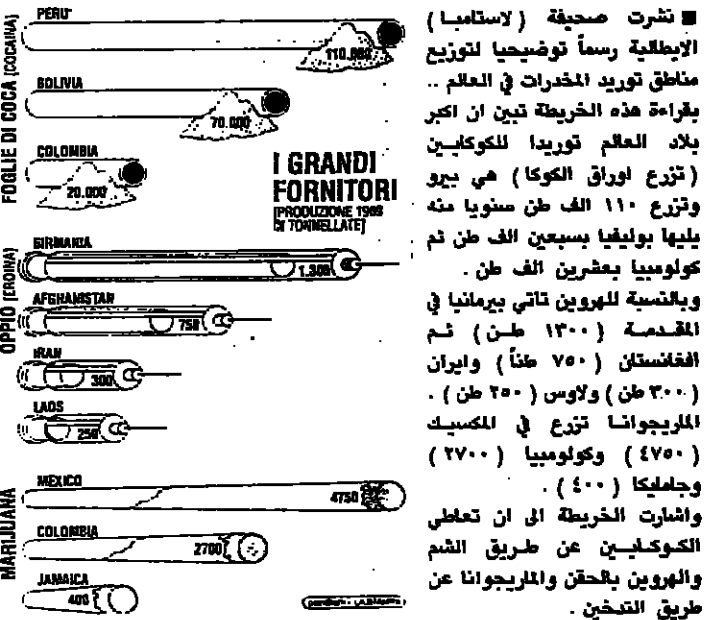 FOGLIE DI COCA [COCAINA]
PERU'
110.000
BOLIVIA
70.000
COLOMBIA
20.000
I GRANDI
FORNITORI
[PRODUZIONE 1989
DI TONNELLATE]
OPPIO [EROINA]
BIRMANIA
1.300
AFGHANISTAN
750
IRAN
300
LAOS
250
MARIJUANA
MEXICO
4750
COLOMBIA
2700
JAMAICA
400
■ نشرت صحيفة (لاستامبا)
الايطالية رسماً توضيحيا لتوزيع
مناطق توريد المخدرات في العالم ..
بقراءة هذه الخريطة تبين ان اكبر
بلاد العالم توريدا للكوكايين
(تزرع اوراق الكوكا) هي بيرو
وتزرع ١١٠ الف طن سنويا منه
يليها بوليفيا بسبعين الف طن ثم
كولومبيا بعشرين الف طن .
وبالنسبة للهروين تاتي بيرمانيا في
المقدمة (١٣٠٠ طن) ثم
افغانستان (٧٥٠ طناً) وايران
(٣٠٠ طن) ولاوس (٢٥٠ طن) .
الماريجوانا تزرع في المكسيك
(٤٧٥٠) وكولومبيا (٢٧٠٠)
وجامايكا (٤٠٠) .
واشارت الخريطة الى ان تعاطي
الكوكايين عن طريق الشم
والهروين بالحقن والماريجوانا عن
طريق التدخين .